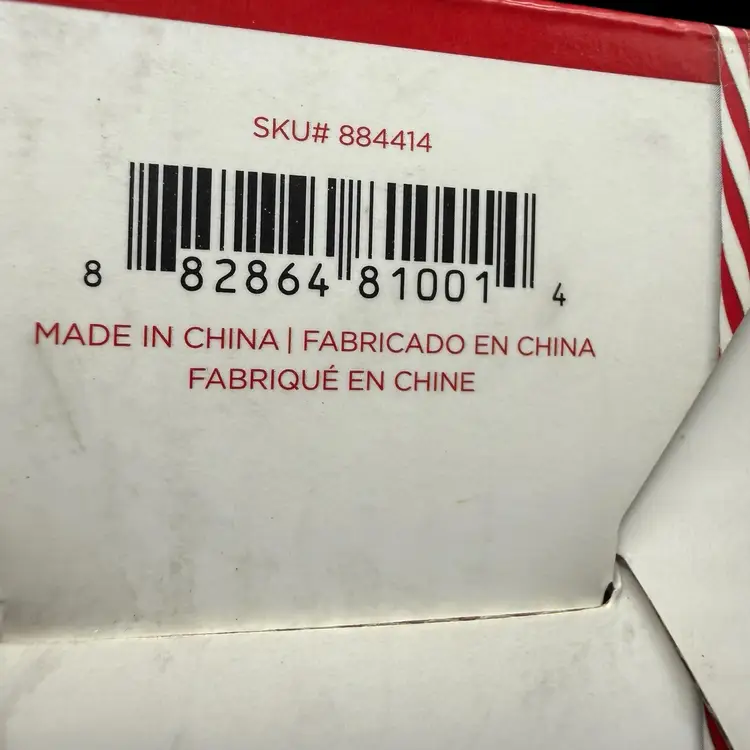 SKU# 884414
8 82864 81001 4
MADE IN CHINA | FABRICADO EN CHINA
FABRIQUÉ EN CHINE